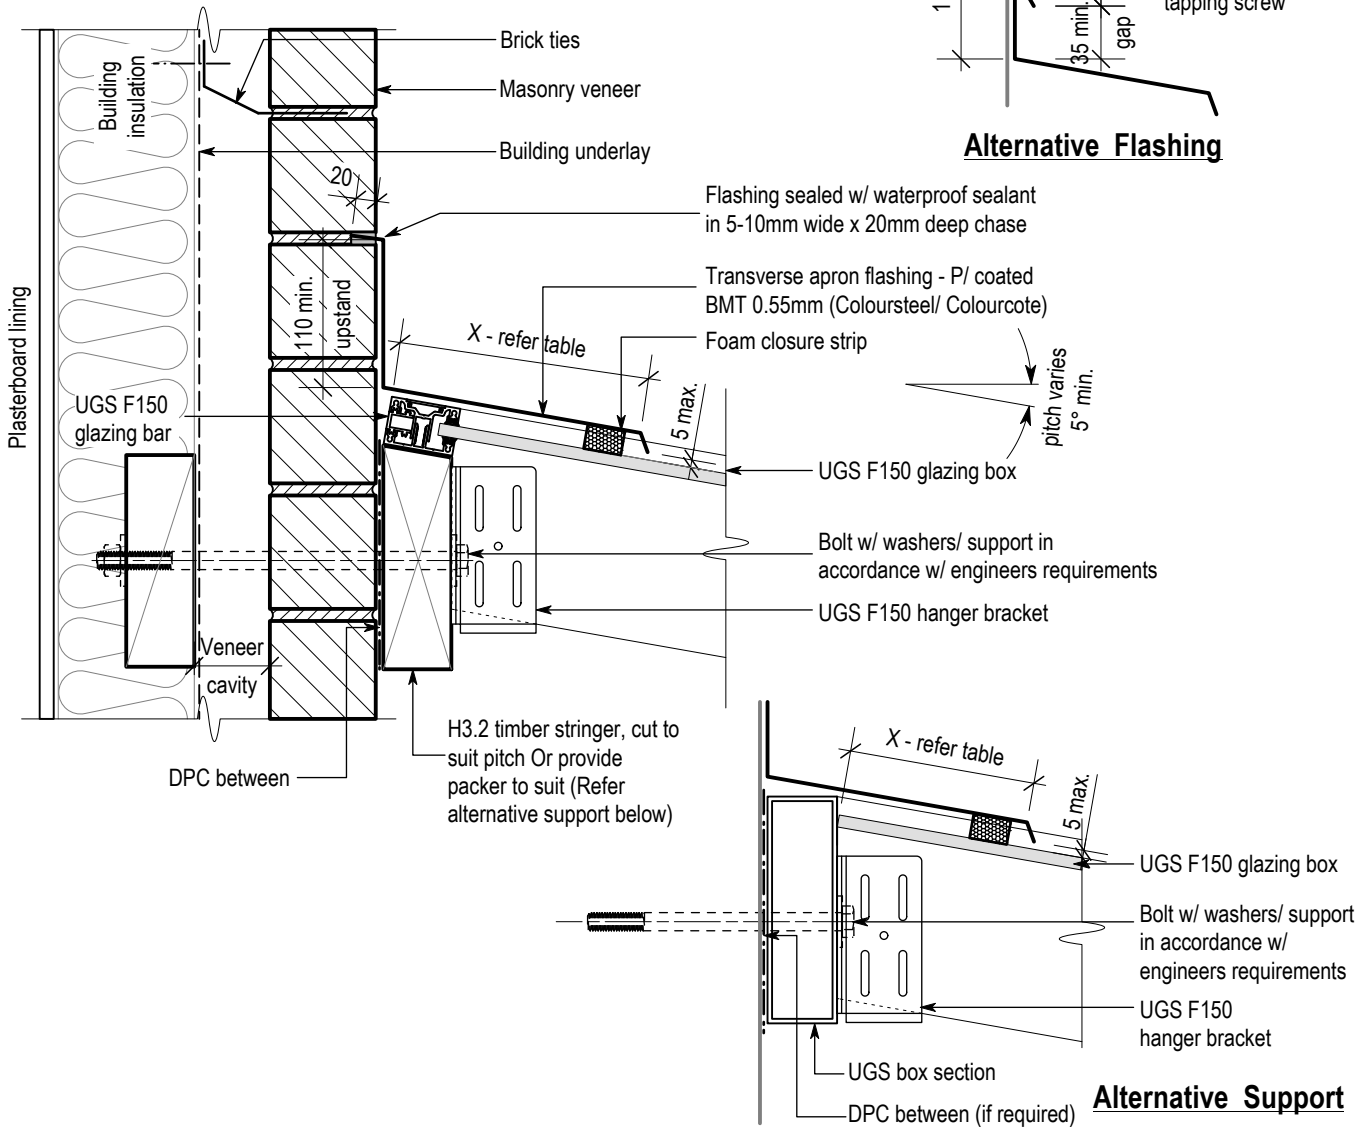 tapping screw
1
35 min.
gap
Alternative Flashing
Brick ties
Masonry veneer
Building underlay
Building
insulation
20
Flashing sealed w/ waterproof sealant
in 5-10mm wide x 20mm deep chase
Transverse apron flashing - P/ coated
BMT 0.55mm (Coloursteel/ Colourcote)
Foam closure strip
110 min.
upstand
X - refer table
5 max.
pitch varies
5° min.
Plasterboard lining
UGS F150
glazing bar
UGS F150 glazing box
Bolt w/ washers/ support in
accordance w/ engineers requirements
UGS F150 hanger bracket
Veneer
cavity
DPC between
H3.2 timber stringer, cut to
suit pitch Or provide
packer to suit (Refer
alternative support below)
X - refer table
5 max.
UGS F150 glazing box
Bolt w/ washers/ support
in accordance w/
engineers requirements
UGS F150
hanger bracket
UGS box section
DPC between (if required)
Alternative Support